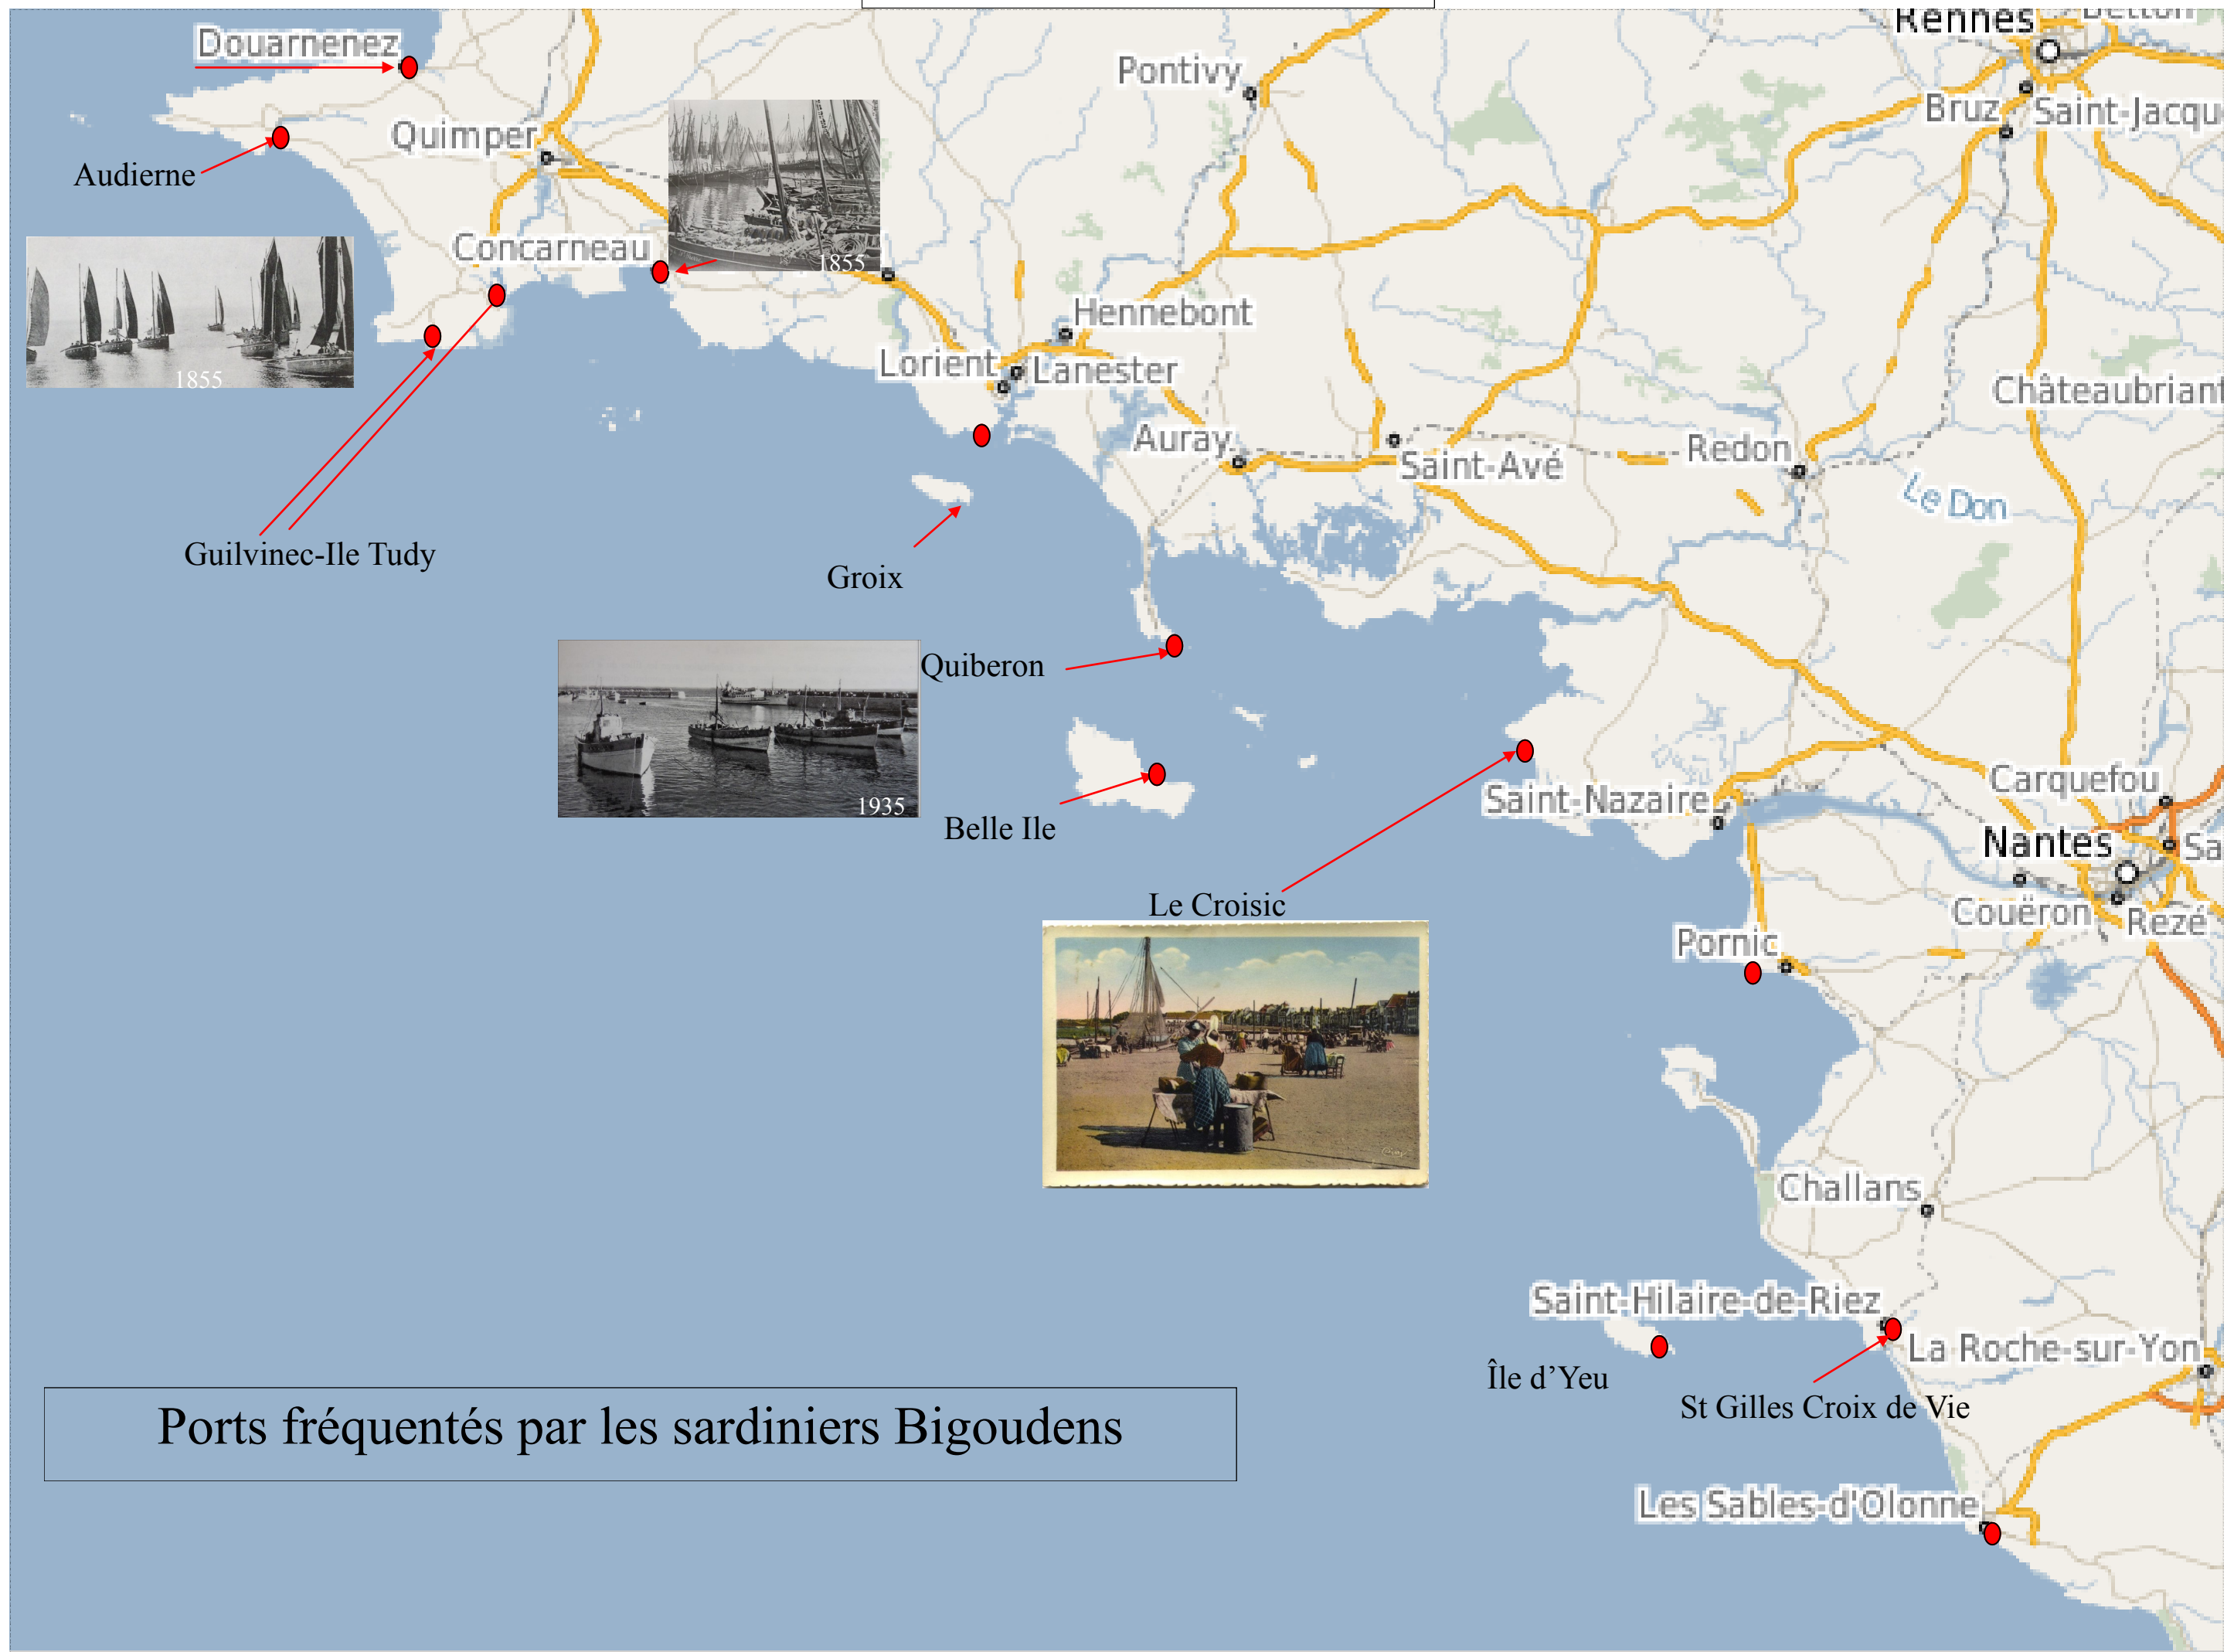 Rennes
Betton
Douarnenez
Pontivy
Bruz
Saint-Jacqu
Quimper
Audierne
Concarneau
1855
Hennebont
1855
Lorient
Lanester
Châteaubriant
Auray
Saint-Avé
Redon
Le Don
Guilvinec-Ile Tudy
Groix
Quiberon
Carquefou
Saint-Nazaire
1935
Belle Ile
Nantes
Sa
Le Croisic
Couëron
Rezé
Pornic
Challans
Saint-Hilaire-de-Riez
La Roche-sur-Yon
Île d’Yeu
St Gilles Croix de Vie
Ports fréquentés par les sardiniers Bigoudens
Les Sables-d'Olonne